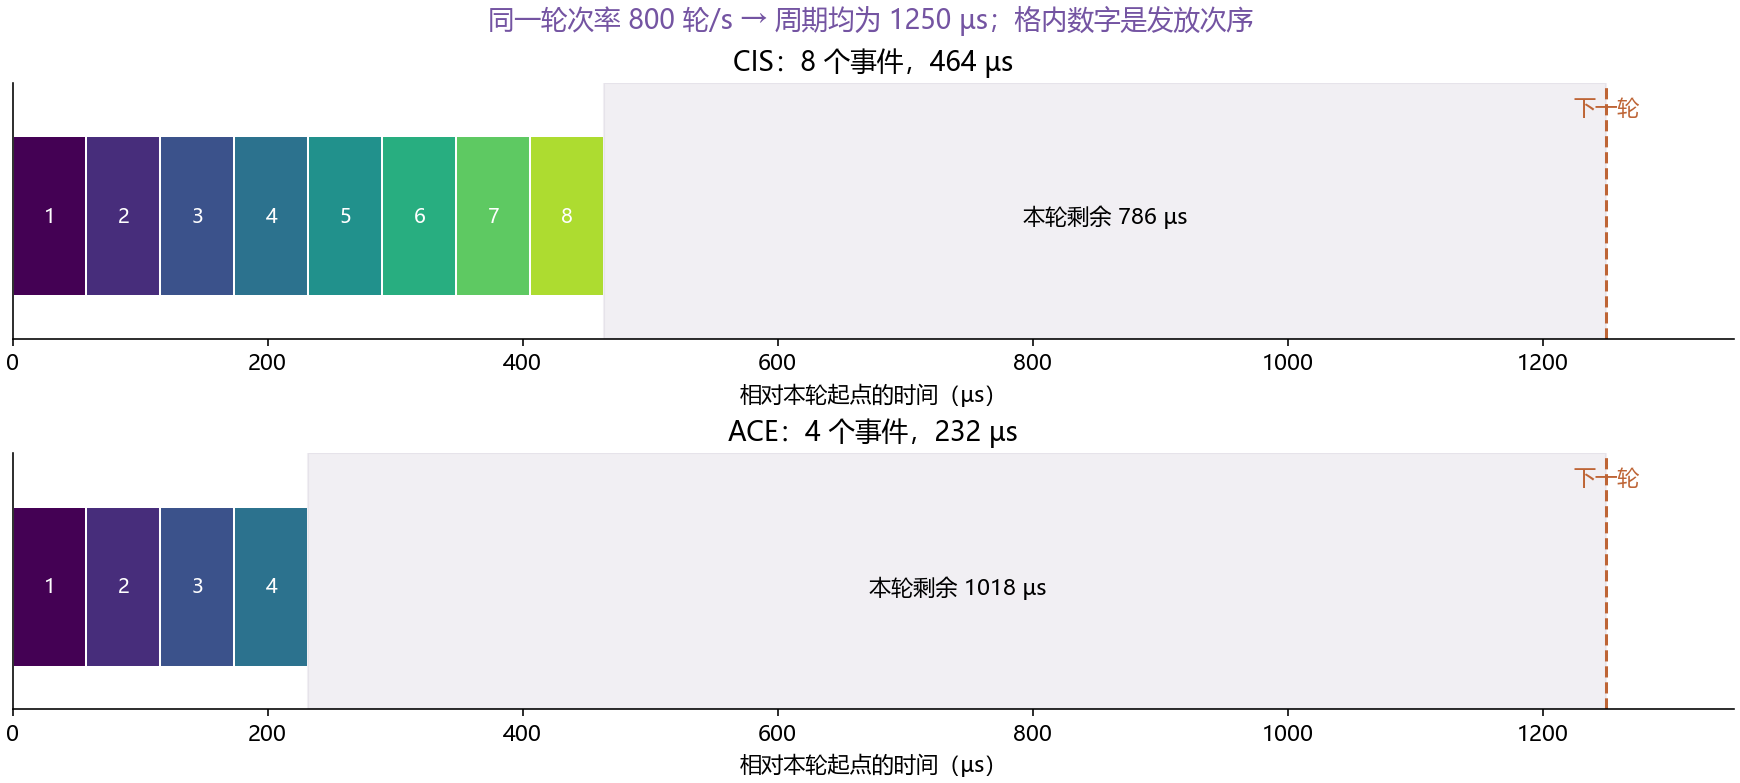 同一轮次率 800 轮/s → 周期均为 1250 µs；格内数字是发放次序
CIS：8 个事件，464 µs
下一轮
1 2 3 4 5 6 7 8
本轮剩余 786 µs
0 200 400 600 800 1000 1200
相对本轮起点的时间（µs）
ACE：4 个事件，232 µs
下一轮
1 2 3 4
本轮剩余 1018 µs
0 200 400 600 800 1000 1200
相对本轮起点的时间（µs）